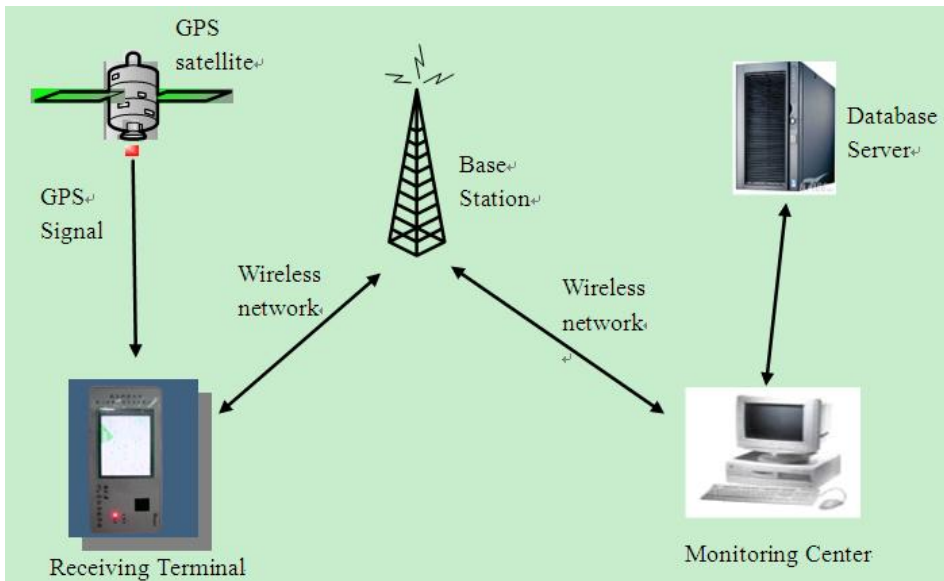 GPS
satellite
GPS
Signal
Base
Station
Database
Server
Wireless
network
Wireless
network
Receiving Terminal
Monitoring Center